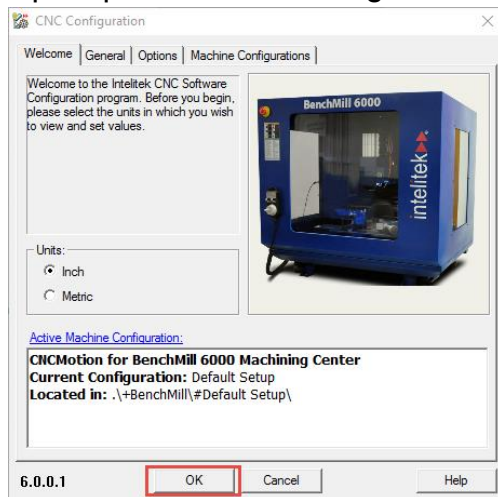 CNC Configuration
Welcome General Options Machine Configurations
Welcome to the Intelitek CNC Software
Configuration program. Before you begin,
please select the units in which you wish
to view and set values.
BenchMill 6000
intelitek
Units:
Inch
Metric
Active Machine Configuration:
CNCMotion for BenchMill 6000 Machining Center
Current Configuration: Default Setup
Located in: .\+BenchMill\#Default Setup\
6.0.0.1 OK Cancel Help